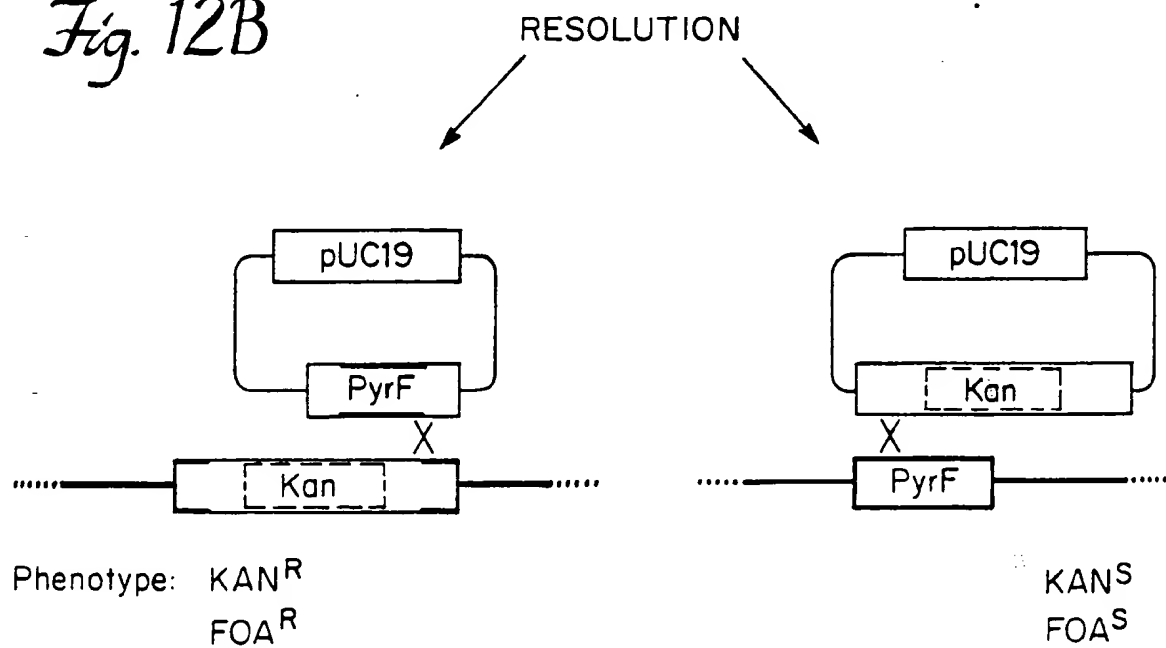 Fig. 12B
RESOLUTION
pUC19
PyrF
X
Kan
pUC19
Kan
X
PyrF
Phenotype: KAN^R
FOA^R
KAN^S
FOA^S